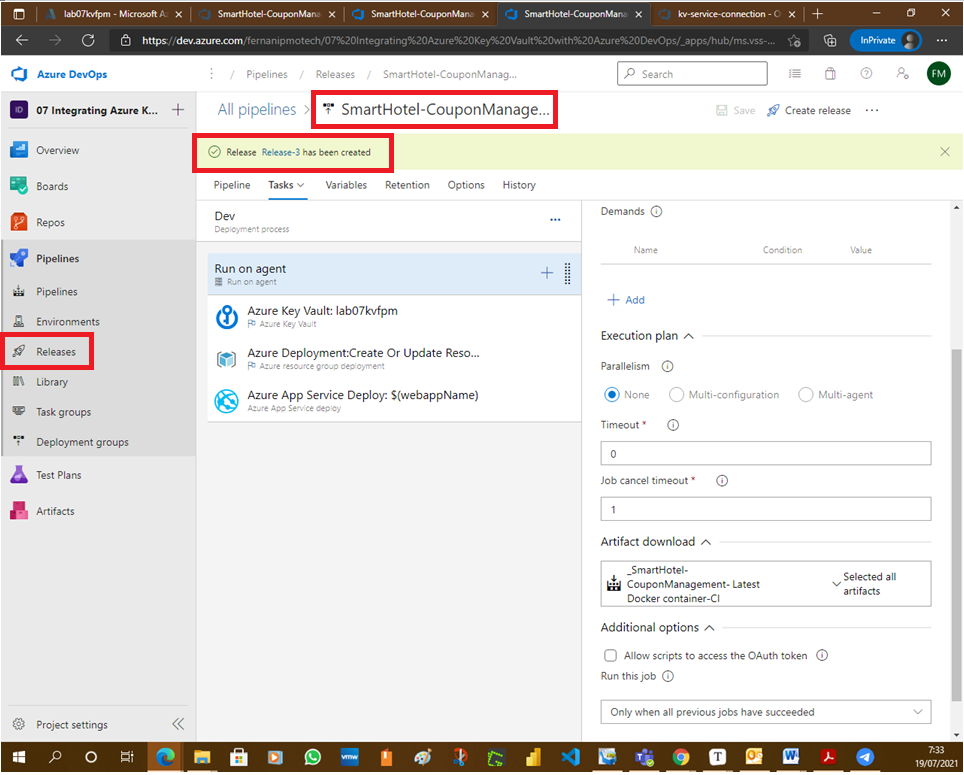 lab07kvfpm - Microsoft A
SmartHotel-CouponMana
SmartHotel-CouponMana
SmartHotel-CouponMana
kv-service-connection - O
https://dev.azure.com/fernanipmotech/07%20Integrating%20Azure%20Key%20Vault%20with%20Azure%20DevOps/_apps/hub/ms.vss-...
InPrivate
Azure DevOps
/ Pipelines / Releases / SmartHotel-CouponManag...
Search
FM
ID 07 Integrating Azure K...
All pipelines > SmartHotel-CouponManage...
Save
Create release
Release Release-3 has been created
Overview
Boards
Repos
Pipelines
Pipelines
Environments
Releases
Library
Task groups
Deployment groups
Test Plans
Artifacts
Project settings
Pipeline Tasks Variables Retention Options History
Dev
Deployment process
Run on agent
Run on agent
Azure Key Vault: lab07kvfpm
Azure Key Vault
Azure Deployment:Create Or Update Reso...
Azure resource group deployment
Azure App Service Deploy: $(webappName)
Azure App Service deploy
Demands
Name Condition Value
Add
Execution plan
Parallelism
None Multi-configuration Multi-agent
Timeout *
0
Job cancel timeout *
1
Artifact download
_SmartHotel-
CouponManagement- Latest
Docker container-CI
Selected all
artifacts
Additional options
Allow scripts to access the OAuth token
Run this job
Only when all previous jobs have succeeded
vmw
7:33
19/07/2021